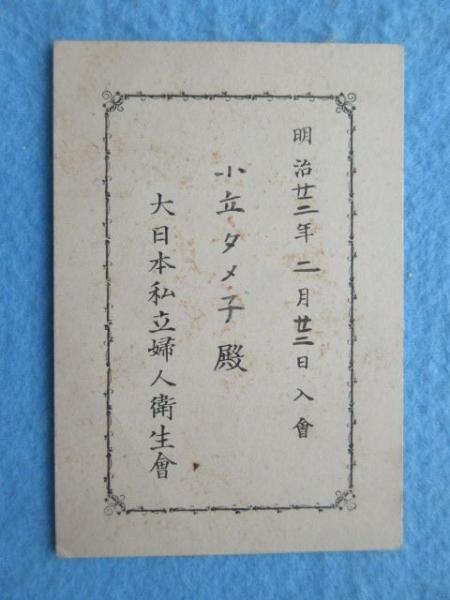 明治廿二年二月廿二日入會
小立タメ子殿
大日本私立婦人衛生會